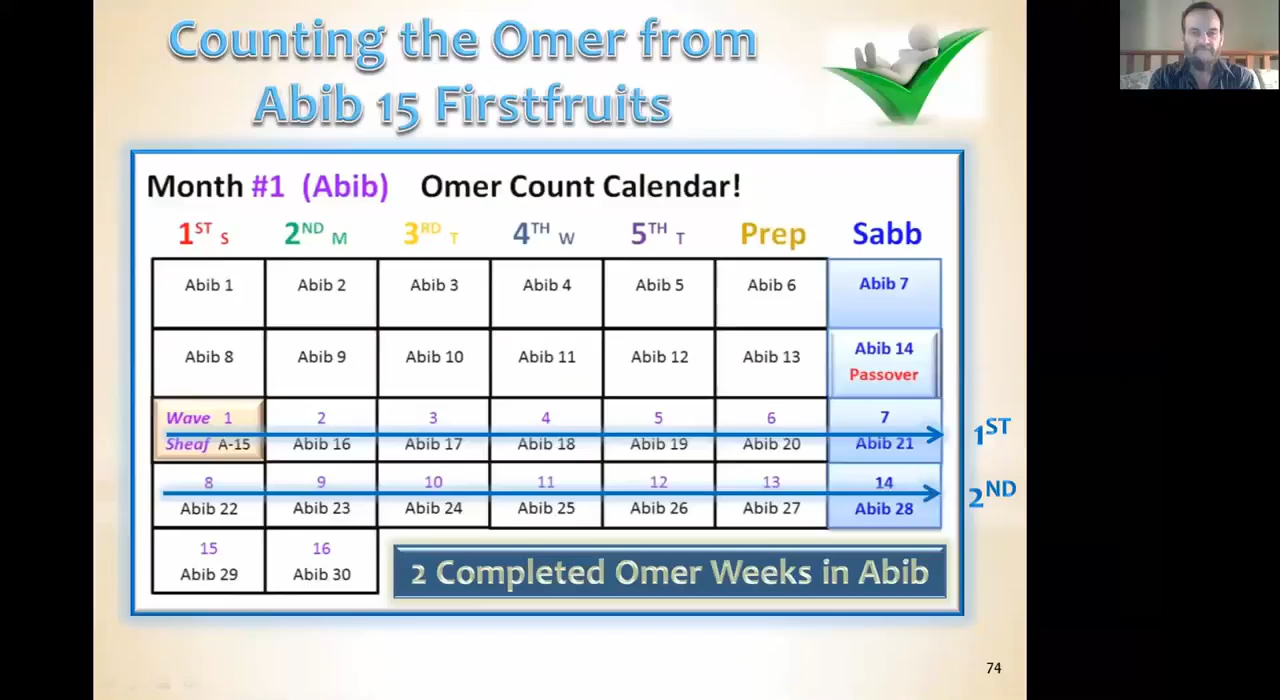 Counting the Omer from
Abib 15 Firstfruits
Month #1 (Abib) Omer Count Calendar!
1ST S 2ND M 3RD T 4TH W 5TH T Prep Sabb
Abib 1 Abib 2 Abib 3 Abib 4 Abib 5 Abib 6 Abib 7
Abib 8 Abib 9 Abib 10 Abib 11 Abib 12 Abib 13 Abib 14
Passover
Wave 1 2 3 4 5 6 7
Sheaf A-15 Abib 16 Abib 17 Abib 18 Abib 19 Abib 20 Abib 21
1ST
8 9 10 11 12 13 14
Abib 22 Abib 23 Abib 24 Abib 25 Abib 26 Abib 27 Abib 28
2ND
15 16
Abib 29 Abib 30
2 Completed Omer Weeks in Abib
74